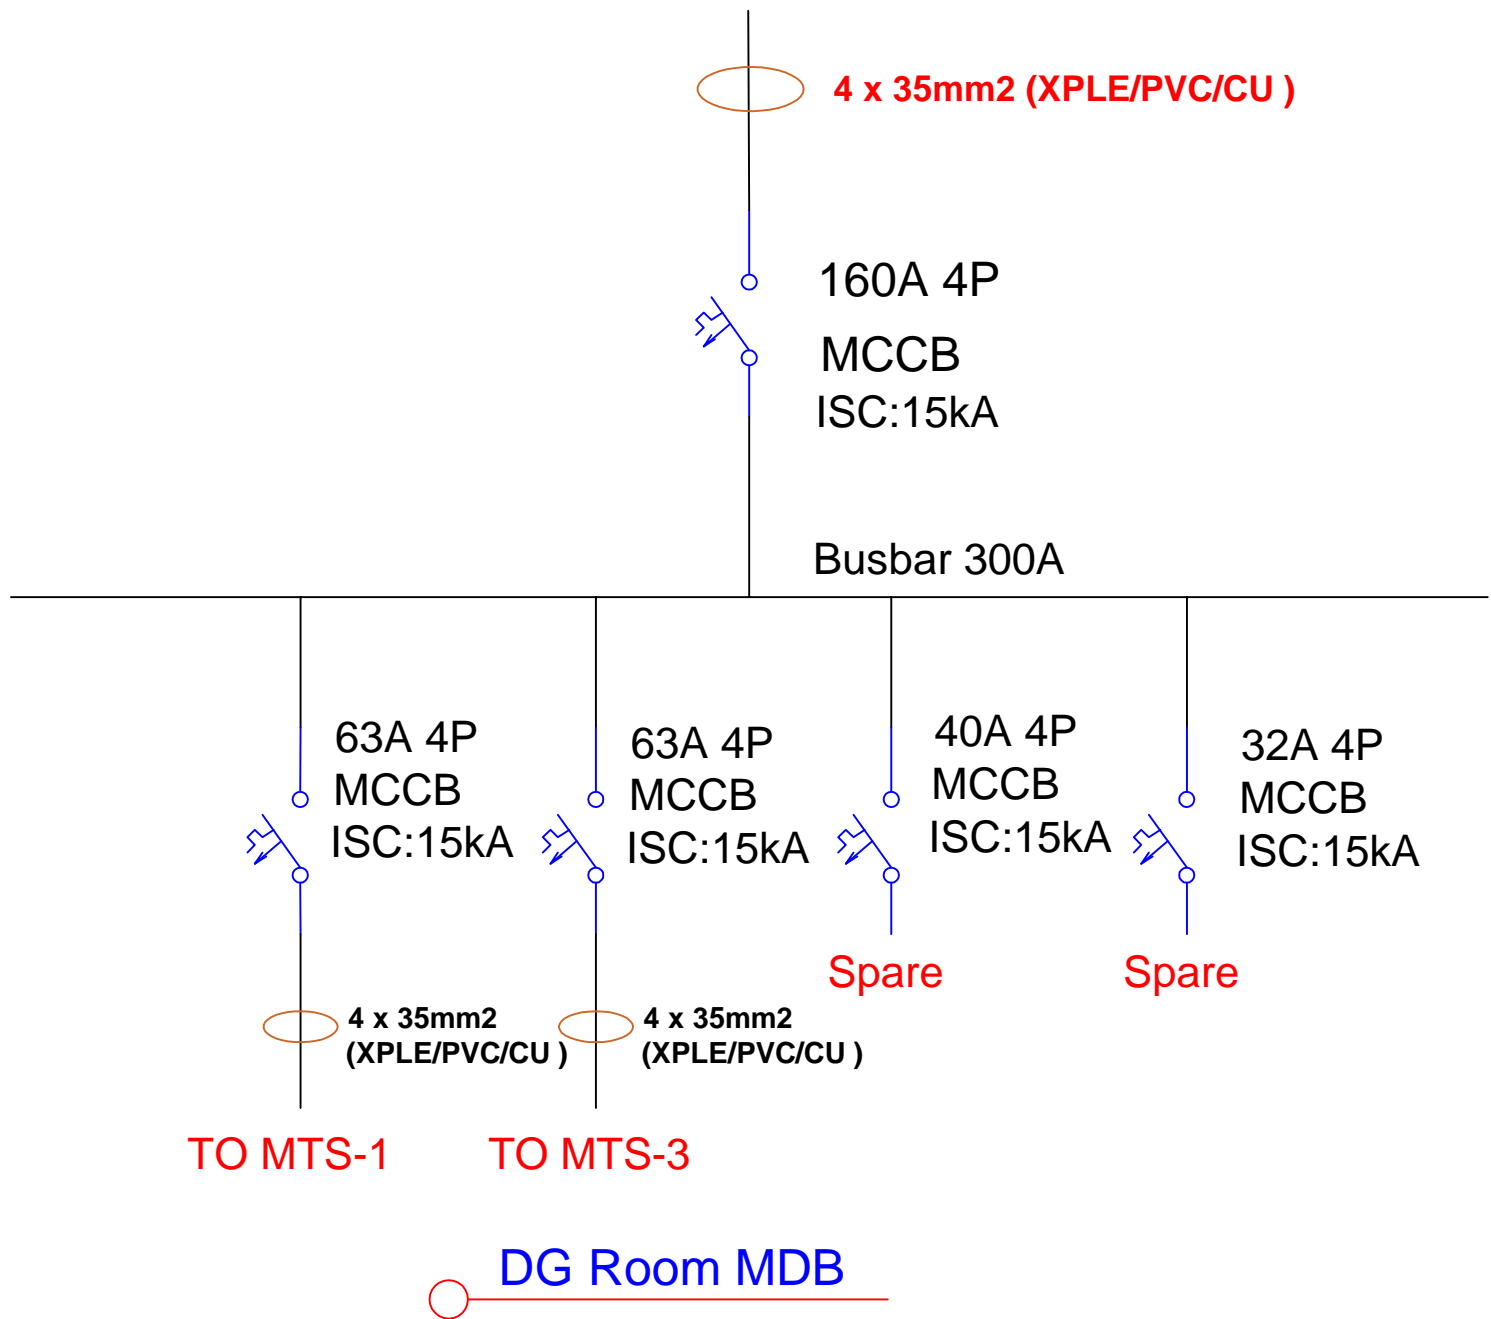 4 x 35mm2 (XPLE/PVC/CU )
160A 4P
MCCB
ISC:15kA
Busbar 300A
63A 4P
MCCB
ISC:15kA
63A 4P
MCCB
ISC:15kA
40A 4P
MCCB
ISC:15kA
32A 4P
MCCB
ISC:15kA
Spare
Spare
4 x 35mm2
(XPLE/PVC/CU )
4 x 35mm2
(XPLE/PVC/CU )
TO MTS-1
TO MTS-3
DG Room MDB